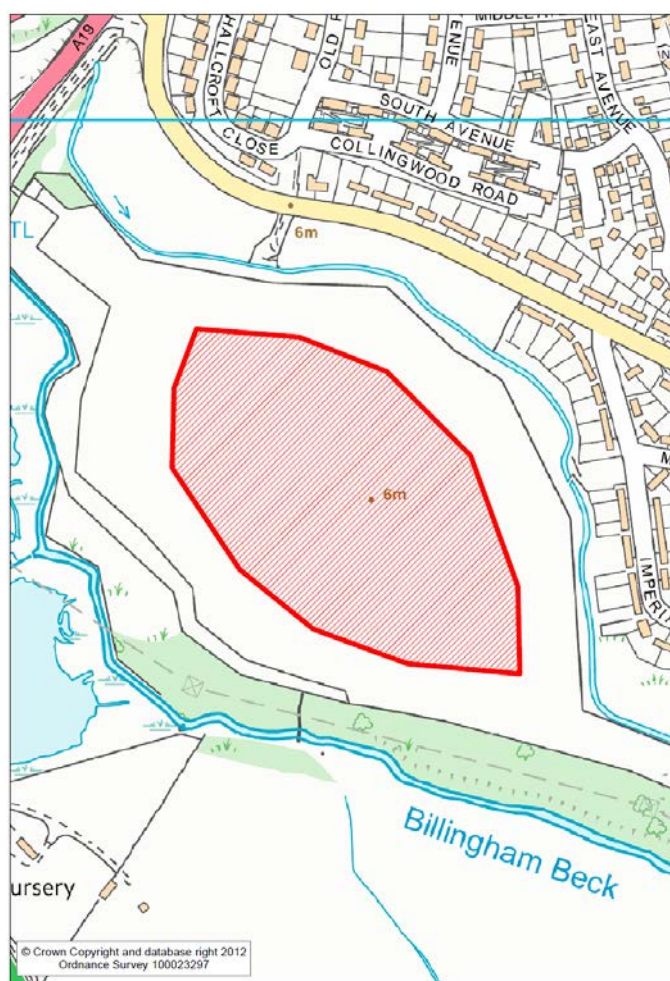 A19
HALLCROFT
CLOSE
OLD
ENUE
MIDDLE
EAST AVENUE
SOUTH AVENUE
COLLINGWOOD ROAD
TL
6m
6m
M
IMPERI
Billingham Beck
ursery
© Crown Copyright and database right 2012
Ordnance Survey 100023297